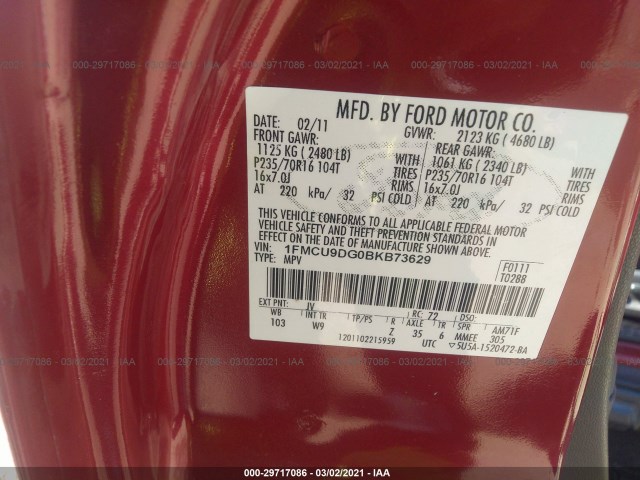 000-29717086 - 03/02/2021 - IAA
MFD. BY FORD MOTOR CO.
DATE: 02/11 GVWR: 2123 KG ( 4680 LB)
FRONT GAWR: REAR GAWR:
1125 KG ( 2480 LB) WITH 1061 KG ( 2340 LB) WITH
P235/70R16 104T TIRES P235/70R16 104T TIRES
16x7.0J RIMS 16x7.0J RIMS
AT 220 kPa/ 32 PSI COLD AT 220 kPa/ 32 PSI COLD
THIS VEHICLE CONFORMS TO ALL APPLICABLE FEDERAL MOTOR
VEHICLE SAFETY AND THEFT PREVENTION STANDARDS IN
EFFECT ON THE DATE OF MANUFACTURE SHOWN ABOVE.
VIN: 1FMCU9DG0BKB73629
TYPE: MPV
F0111
T0288
EXT PNT: JV RC: 72 DSO:
WB INT TR TP/PS R AXLE TR SPR AM71F
103 W9 Z 35 6 MMEE 305
1201102215959 UTC ▽5U5A-1520472-BA
000-29717086 - 03/02/2021 - IAA